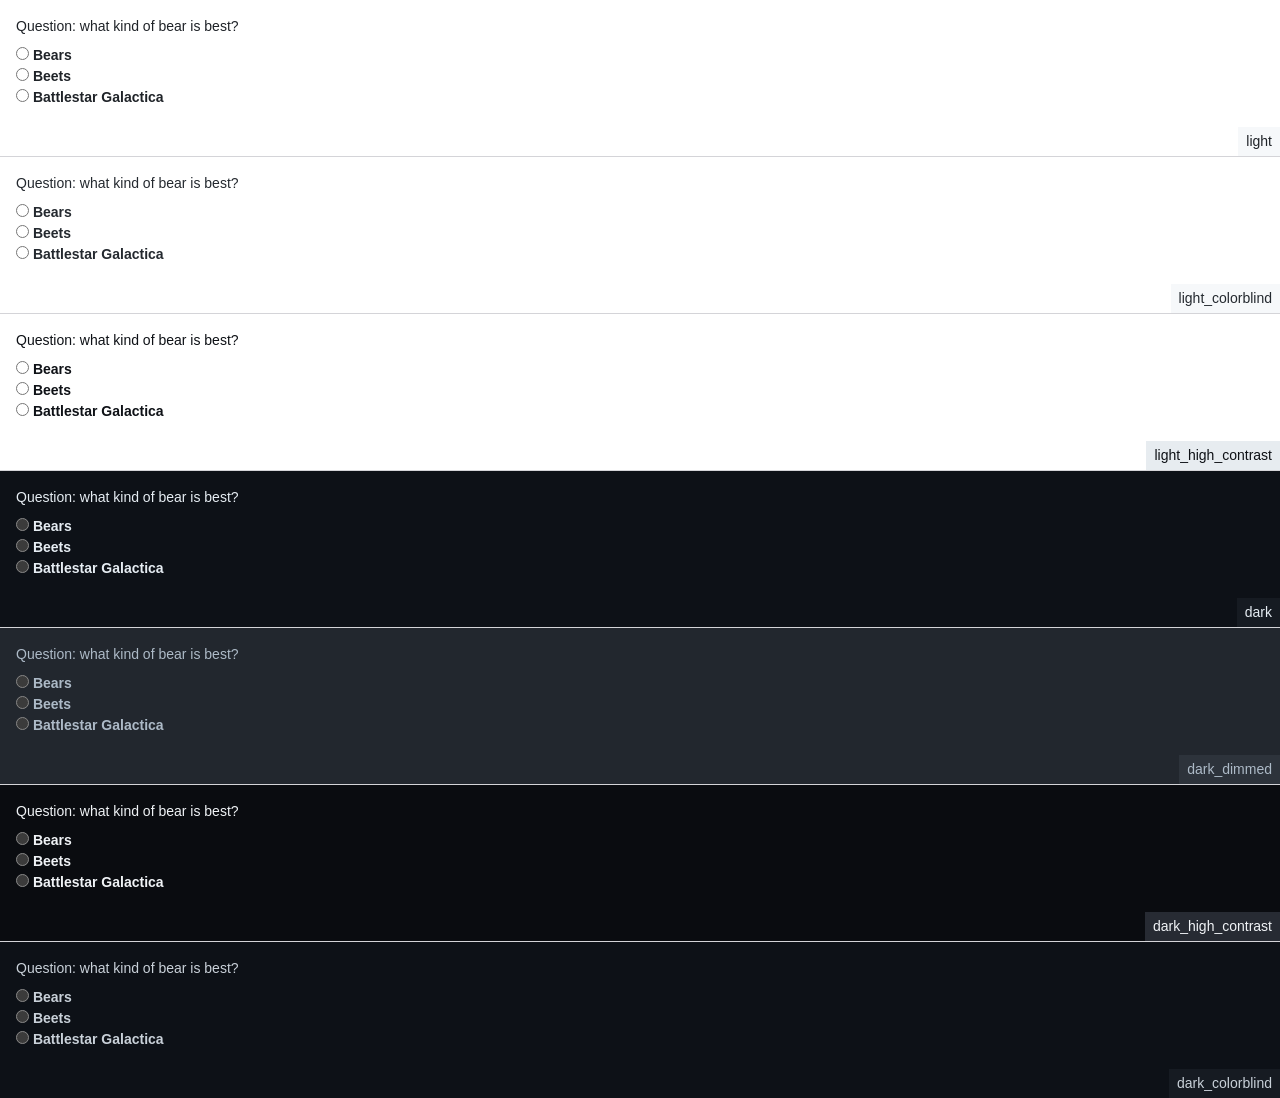 Question: what kind of bear is best?
Bears
Beets
Battlestar Galactica
light
Question: what kind of bear is best?
Bears
Beets
Battlestar Galactica
light_colorblind
Question: what kind of bear is best?
Bears
Beets
Battlestar Galactica
light_high_contrast
Question: what kind of bear is best?
Bears
Beets
Battlestar Galactica
dark
Question: what kind of bear is best?
Bears
Beets
Battlestar Galactica
dark_dimmed
Question: what kind of bear is best?
Bears
Beets
Battlestar Galactica
dark_high_contrast
Question: what kind of bear is best?
Bears
Beets
Battlestar Galactica
dark_colorblind